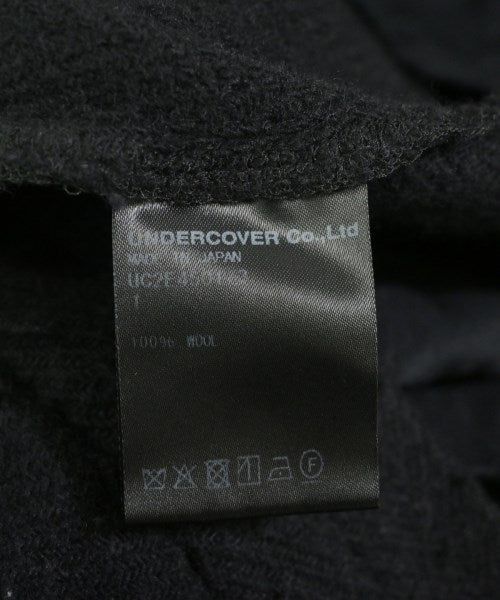 UNDERCOVER Co.,Ltd
MADE IN JAPAN
1
100% WOOL
F